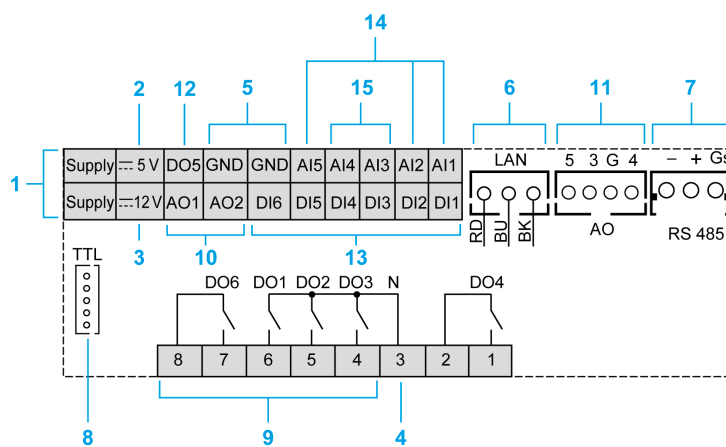 14
2 12 5 15 6 11 7
LAN 5 3 G 4 − + Gs
1 Supply 5 V DO5 GND GND AI5 AI4 AI3 AI2 AI1
Supply 12 V AO1 AO2 DI6 DI5 DI4 DI3 DI2 DI1
RD BU BK AO RS 485
3 10 13
TTL
DO6 DO1 DO2 DO3 N DO4
8 7 6 5 4 3 2 1
8 9 4